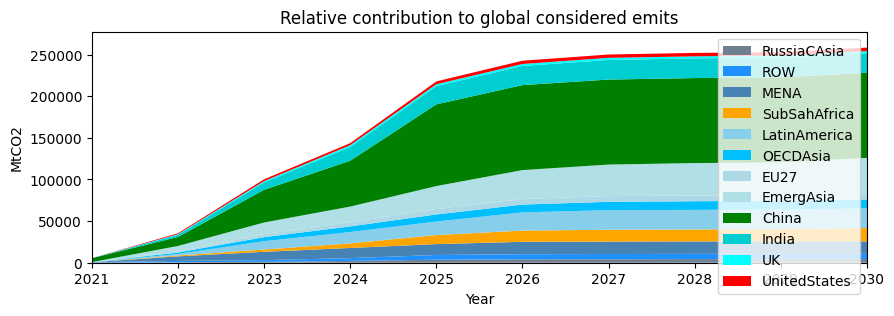 Relative contribution to global considered emits
MtCO2
250000
200000
150000
100000
50000
0
RussiaCAsia
ROW
MENA
SubSahAfrica
LatinAmerica
OECDAsia
EU27
EmergAsia
China
India
UK
UnitedStates
2021 2022 2023 2024 2025 2026 2027 2028 2029 2030
Year